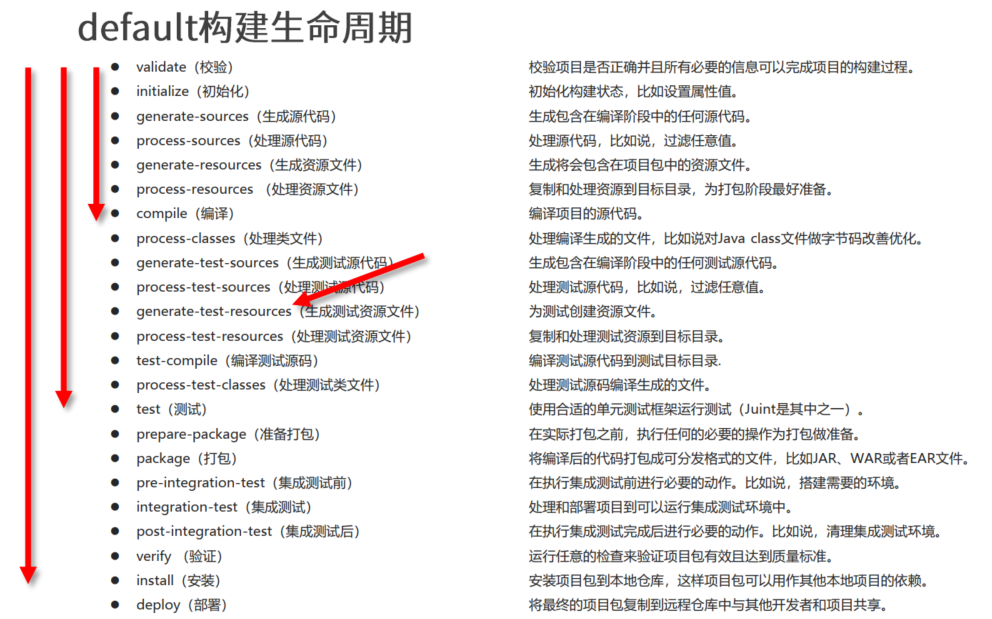 default构建生命周期
validate（校验） 校验项目是否正确并且所有必要的信息可以完成项目的构建过程。
initialize（初始化） 初始化构建状态，比如设置属性值。
generate-sources（生成源代码） 生成包含在编译阶段中的任何源代码。
process-sources（处理源代码） 处理源代码，比如说，过滤任意值。
generate-resources（生成资源文件） 生成将会包含在项目包中的资源文件。
process-resources （处理资源文件） 复制和处理资源到目标目录，为打包阶段最好准备。
compile（编译） 编译项目的源代码。
process-classes（处理类文件） 处理编译生成的文件，比如说对Java class文件做字节码改善优化。
generate-test-sources（生成测试源代码） 生成包含在编译阶段中的任何测试源代码。
process-test-sources（处理测试源代码） 处理测试源代码，比如说，过滤任意值。
generate-test-resources（生成测试资源文件） 为测试创建资源文件。
process-test-resources（处理测试资源文件） 复制和处理测试资源到目标目录。
test-compile（编译测试源码） 编译测试源代码到测试目标目录.
process-test-classes（处理测试类文件） 处理测试源码编译生成的文件。
test（测试） 使用合适的单元测试框架运行测试（Juint是其中之一）。
prepare-package（准备打包） 在实际打包之前，执行任何的必要的操作为打包做准备。
package（打包） 将编译后的代码打包成可分发格式的文件，比如JAR、WAR或者EAR文件。
pre-integration-test（集成测试前） 在执行集成测试前进行必要的动作。比如说，搭建需要的环境。
integration-test（集成测试） 处理和部署项目到可以运行集成测试环境中。
post-integration-test（集成测试后） 在执行集成测试完成后进行必要的动作。比如说，清理集成测试环境。
verify （验证） 运行任意的检查来验证项目包有效且达到质量标准。
install（安装） 安装项目包到本地仓库，这样项目包可以用作其他本地项目的依赖。
deploy（部署） 将最终的项目包复制到远程仓库中与其他开发者和项目共享。